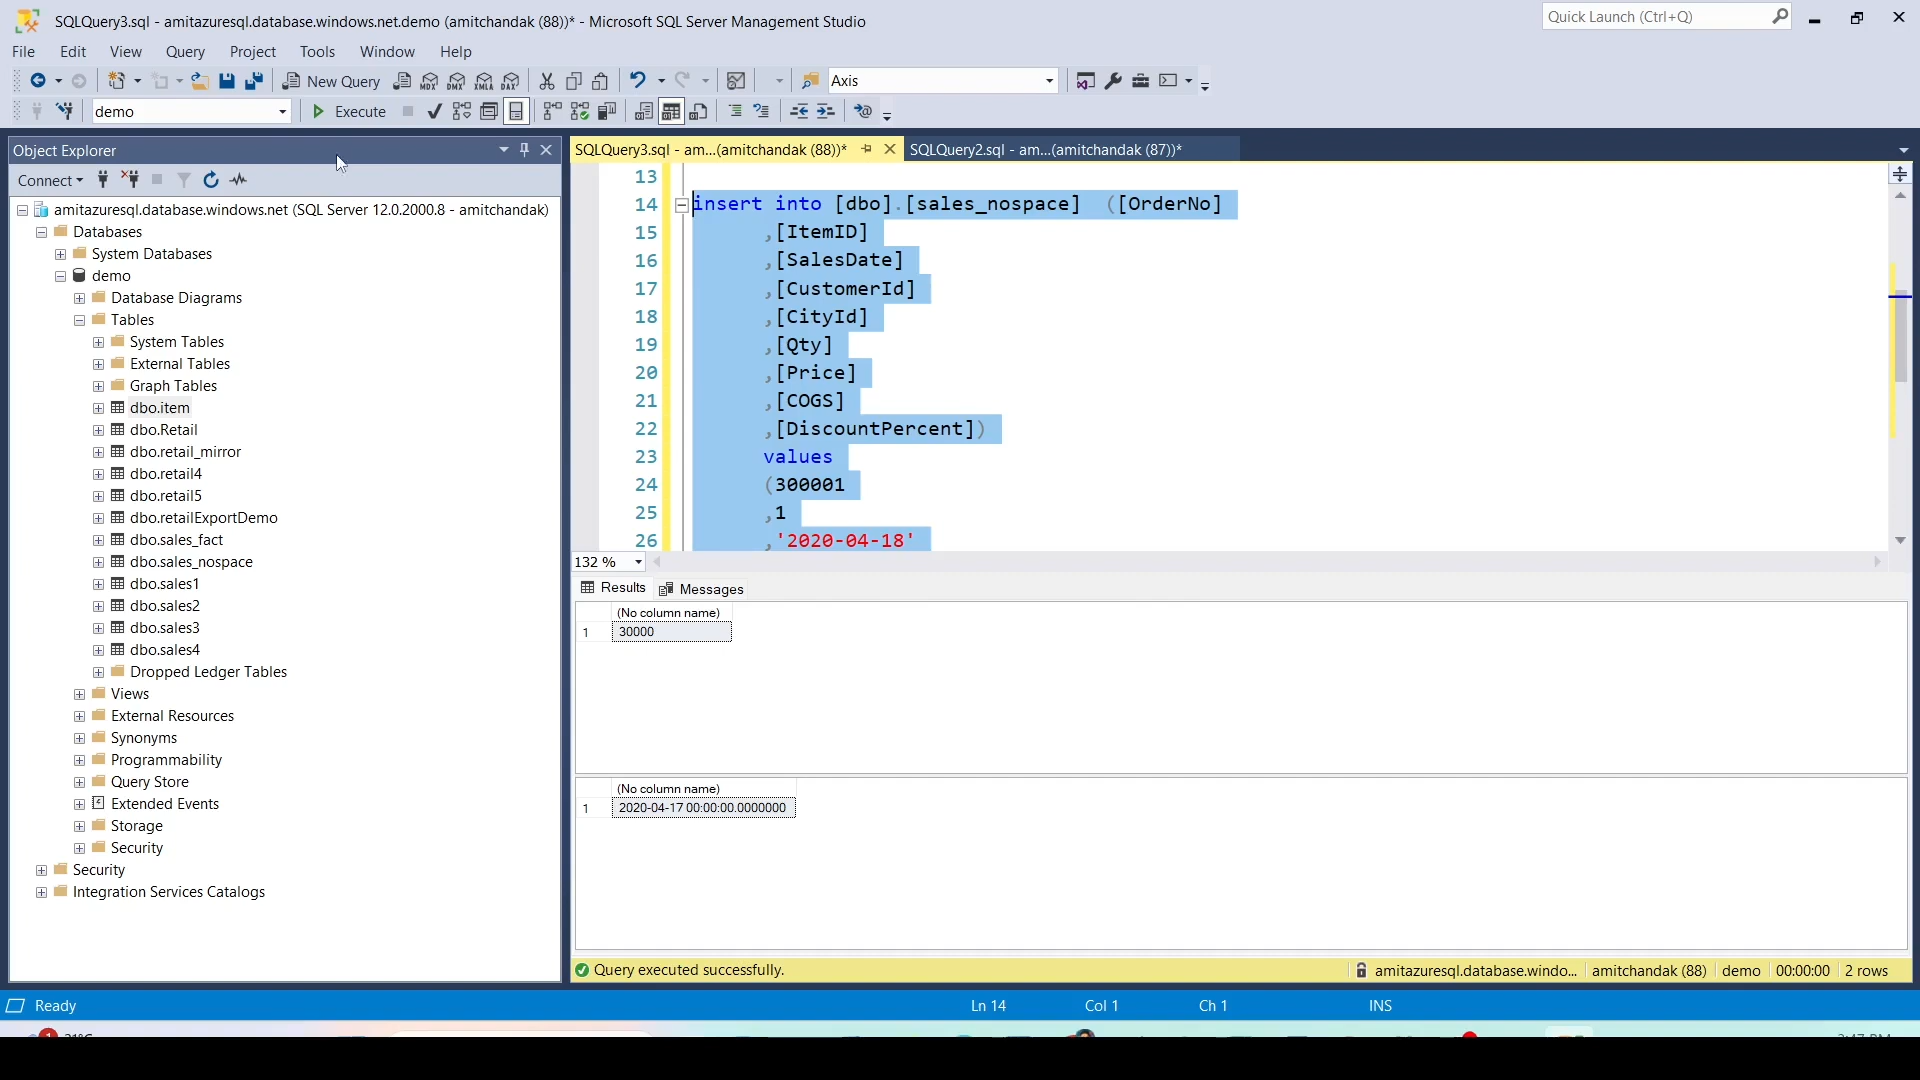 SQLQuery3.sql - amitazuresql.database.windows.net.demo (amitchandak (88))* - Microsoft SQL Server Management Studio
Quick Launch (Ctrl+Q)
File Edit View Query Project Tools Window Help
New Query MDX DMX XMLA DAX Axis
demo Execute
Object Explorer
SQLQuery3.sql - am...(amitchandak (88))* SQLQuery2.sql - am...(amitchandak (87))*
Connect
amitazuresql.database.windows.net (SQL Server 12.0.2000.8 - amitchandak)
Databases
System Databases
demo
Database Diagrams
Tables
System Tables
External Tables
Graph Tables
dbo.item
dbo.Retail
dbo.retail_mirror
dbo.retail4
dbo.retail5
dbo.retailExportDemo
dbo.sales_fact
dbo.sales_nospace
dbo.sales1
dbo.sales2
dbo.sales3
dbo.sales4
Dropped Ledger Tables
Views
External Resources
Synonyms
Programmability
Query Store
Extended Events
Storage
Security
Security
Integration Services Catalogs
13
14 insert into [dbo].[sales_nospace] ([OrderNo]
15 ,[ItemID]
16 ,[SalesDate]
17 ,[CustomerId]
18 ,[CityId]
19 ,[Qty]
20 ,[Price]
21 ,[COGS]
22 ,[DiscountPercent])
23 values
24 (300001
25 ,1
26 ,'2020-04-18'
132 %
Results Messages
(No column name)
1 30000
(No column name)
1 2020-04-17 00:00:00.0000000
Query executed successfully. amitazuresql.database.windo... amitchandak (88) demo 00:00:00 2 rows
Ready Ln 14 Col 1 Ch 1 INS